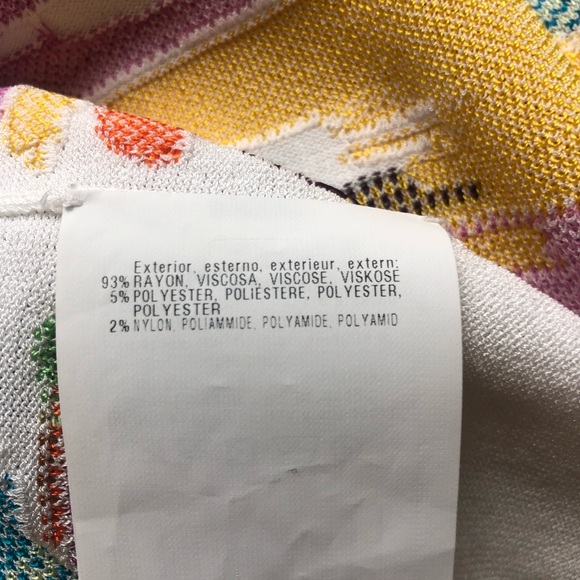 Exterior, esterno, exterieur, extern:
93% RAYON, VISCOSA, VISCOSE, VISKOSE
5% POLYESTER, POLIESTERE, POLYESTER,
POLYESTER
2% NYLON, POLIAMMIDE, POLYAMIDE, POLYAMID